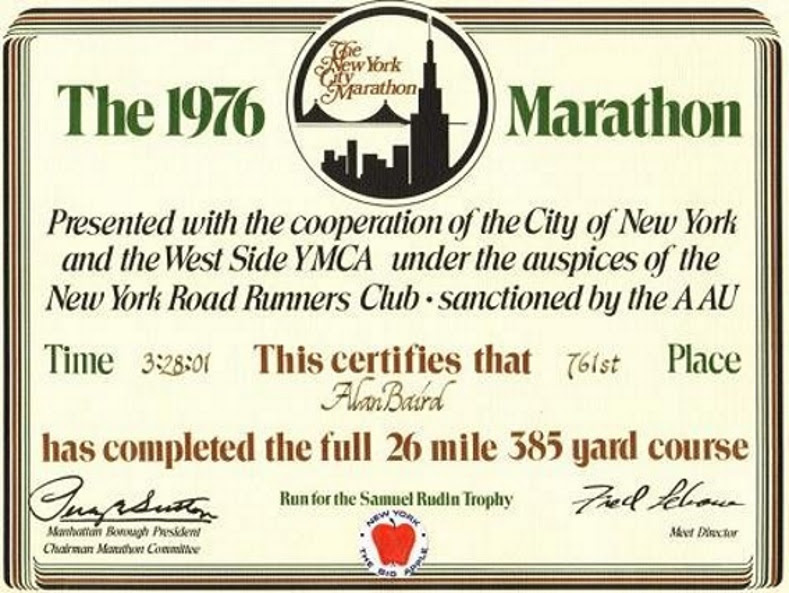 The 1976
The
New York
City
Marathon
Marathon
Presented with the cooperation of the City of New York
and the West Side YMCA under the auspices of the
New York Road Runners Club · sanctioned by the AAU
Time 3:28:01 This certifies that 761st Place
Alan Baird
has completed the full 26 mile 385 yard course
Run for the Samuel Rudin Trophy
Fred Lebow
Manhattan Borough President
Chairman Marathon Committee
Meet Director
NEW YORK
THE BIG APPLE